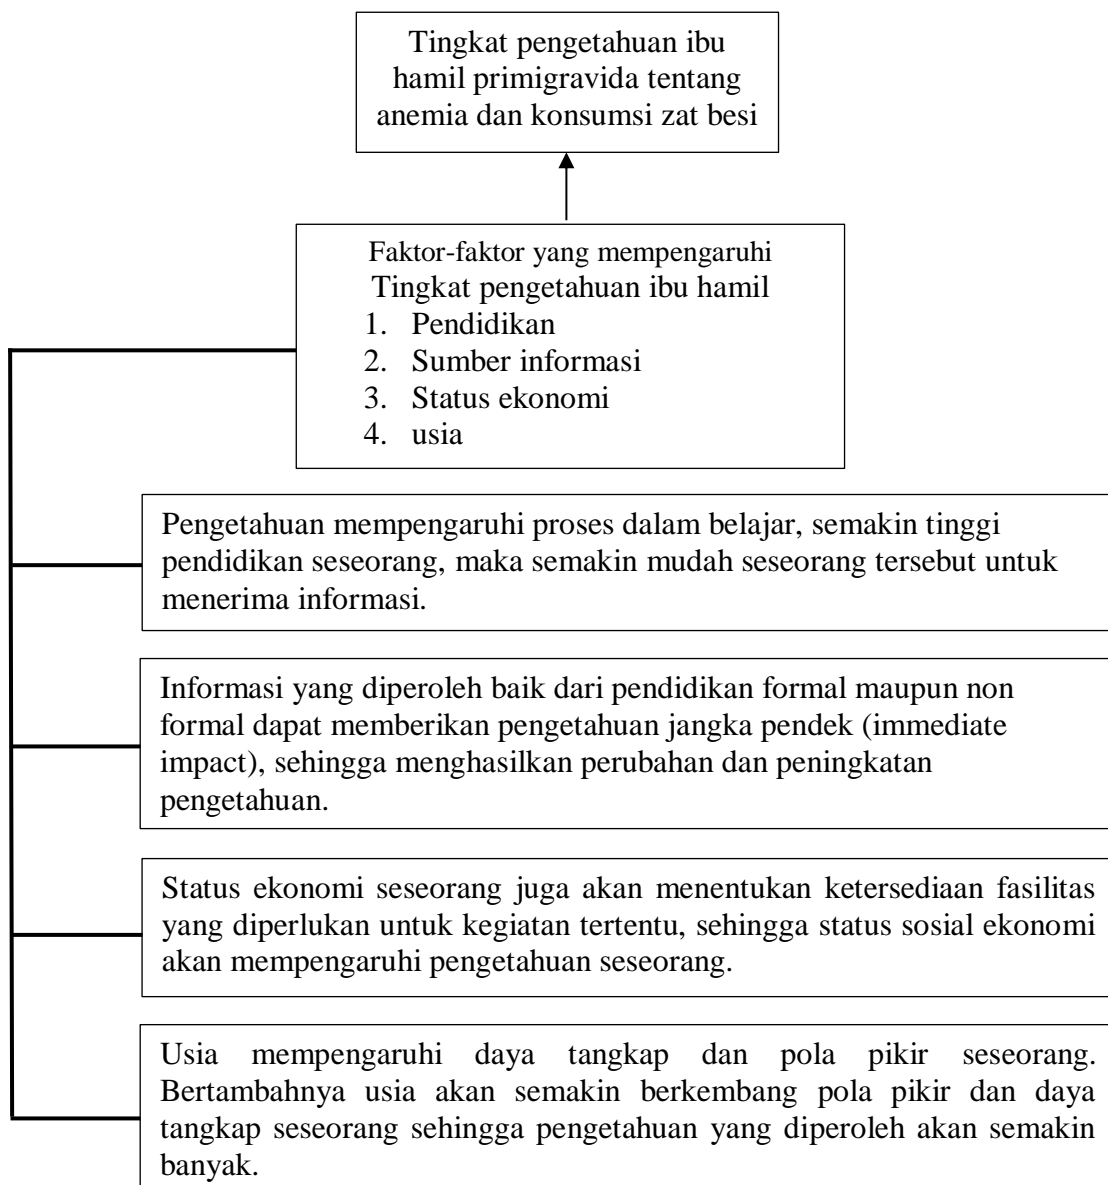 Tingkat pengetahuan ibu
hamil primigravida tentang
anemia dan konsumsi zat besi
Faktor-faktor yang mempengaruhi
Tingkat pengetahuan ibu hamil
1. Pendidikan
2. Sumber informasi
3. Status ekonomi
4. usia
Pengetahuan mempengaruhi proses dalam belajar, semakin tinggi
pendidikan seseorang, maka semakin mudah seseorang tersebut untuk
menerima informasi.
Informasi yang diperoleh baik dari pendidikan formal maupun non
formal dapat memberikan pengetahuan jangka pendek (immediate
impact), sehingga menghasilkan perubahan dan peningkatan
pengetahuan.
Status ekonomi seseorang juga akan menentukan ketersediaan fasilitas
yang diperlukan untuk kegiatan tertentu, sehingga status sosial ekonomi
akan mempengaruhi pengetahuan seseorang.
Usia mempengaruhi daya tangkap dan pola pikir seseorang.
Bertambahnya usia akan semakin berkembang pola pikir dan daya
tangkap seseorang sehingga pengetahuan yang diperoleh akan semakin
banyak.